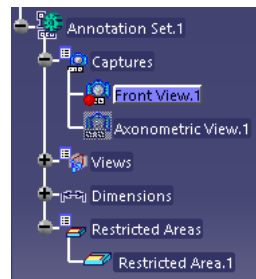 Annotation Set.1
Captures
Front View.1
Axonometric View.1
Views
Dimensions
Restricted Areas
Restricted Area.1